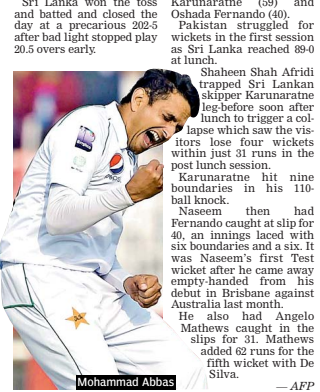 Sri Lanka won the toss
and batted and closed the
day at a precarious 202-5
after bad light stopped play
20.5 overs early.
Karunaratne (59) and
Oshada Fernando (40).
Pakistan struggled for
wickets in the first session
as Sri Lanka reached 89-0
at lunch.
Shaheen Shah Afridi
trapped Sri Lankan
skipper Karunaratne
leg-before soon after
lunch to trigger a col-
lapse which saw the vis-
itors lose four wickets
within just 31 runs in the
post lunch session.
Karunaratne hit nine
boundaries in his 110-
ball knock.
Naseem then had
Fernando caught at slip for
40, an innings laced with
six boundaries and a six. It
was Naseem's first Test
wicket after he came away
empty-handed from his
debut in Brisbane against
Australia last month.
He also had Angelo
Mathews caught in the
slips for 31. Mathews
added 62 runs for the
fifth wicket with De
Silva.
— AFP
Mohammad Abbas
pepsi